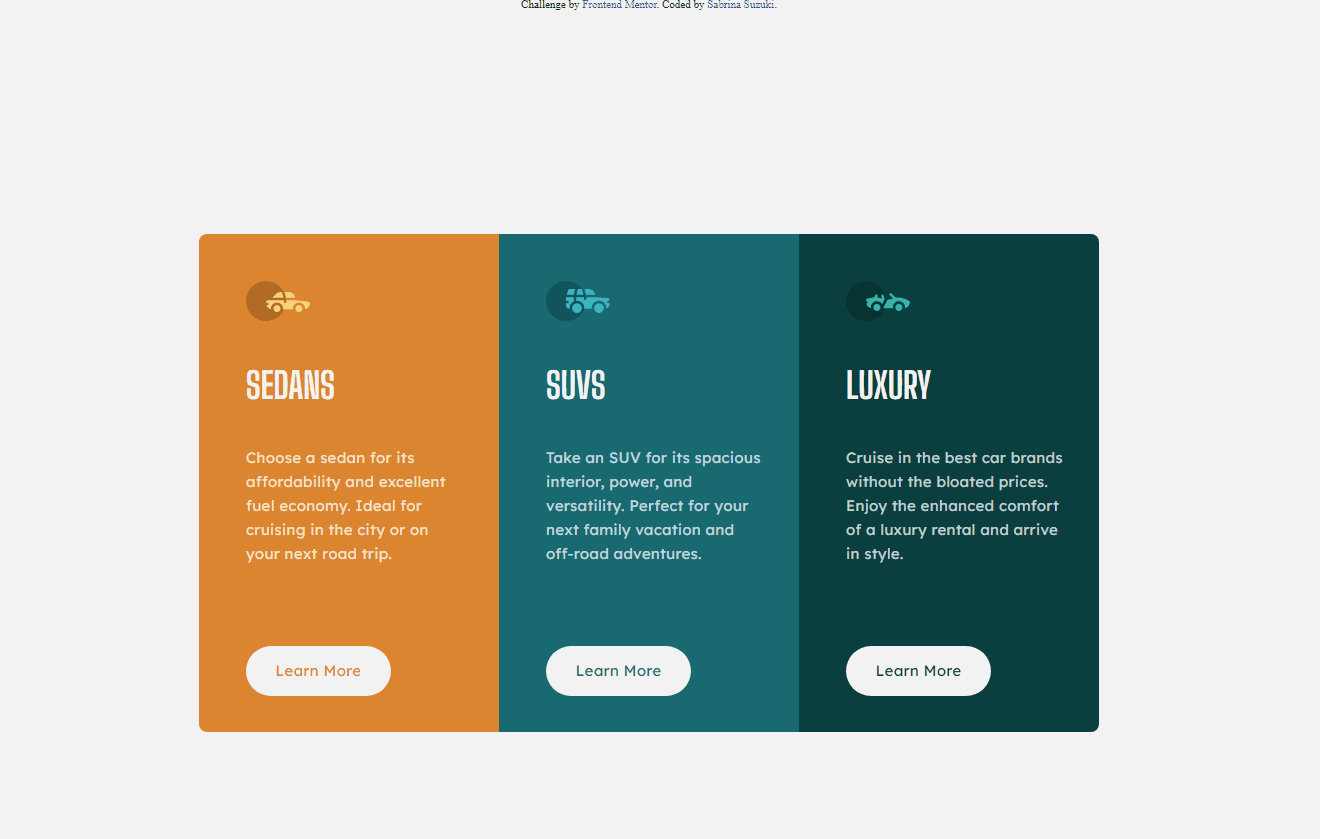 Challenge by Frontend Mentor. Coded by Sabrina Suzuki.
SEDANS
Choose a sedan for its
affordability and excellent
fuel economy. Ideal for
cruising in the city or on
your next road trip.
Learn More
SUVS
Take an SUV for its spacious
interior, power, and
versatility. Perfect for your
next family vacation and
off-road adventures.
Learn More
LUXURY
Cruise in the best car brands
without the bloated prices.
Enjoy the enhanced comfort
of a luxury rental and arrive
in style.
Learn More